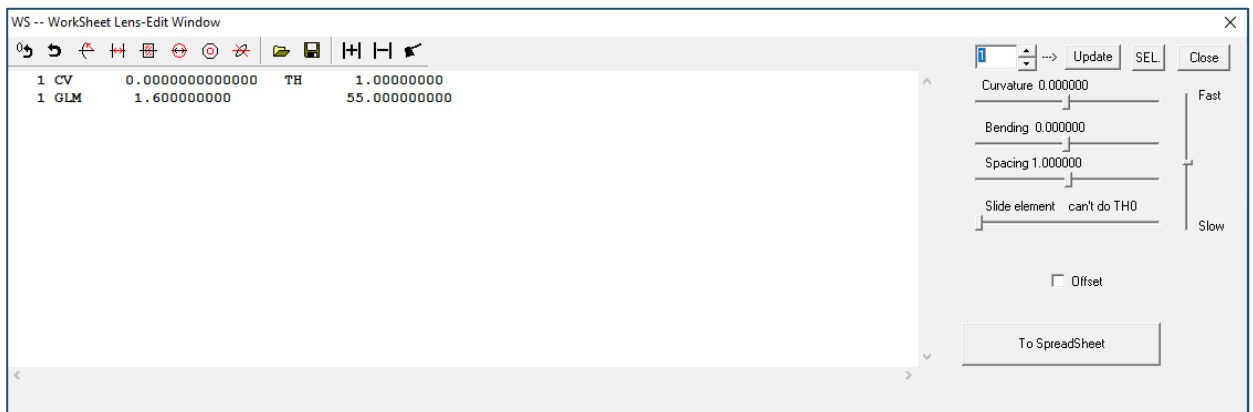 WS -- WorkSheet Lens-Edit Window
1 ---> Update SEL. Close
1 CV 0.0000000000000 TH 1.00000000
1 GLM 1.600000000 55.000000000
Curvature 0.000000
Fast
Bending 0.000000
Spacing 1.000000
Slide element can't do TH0
Slow
Offset
To SpreadSheet